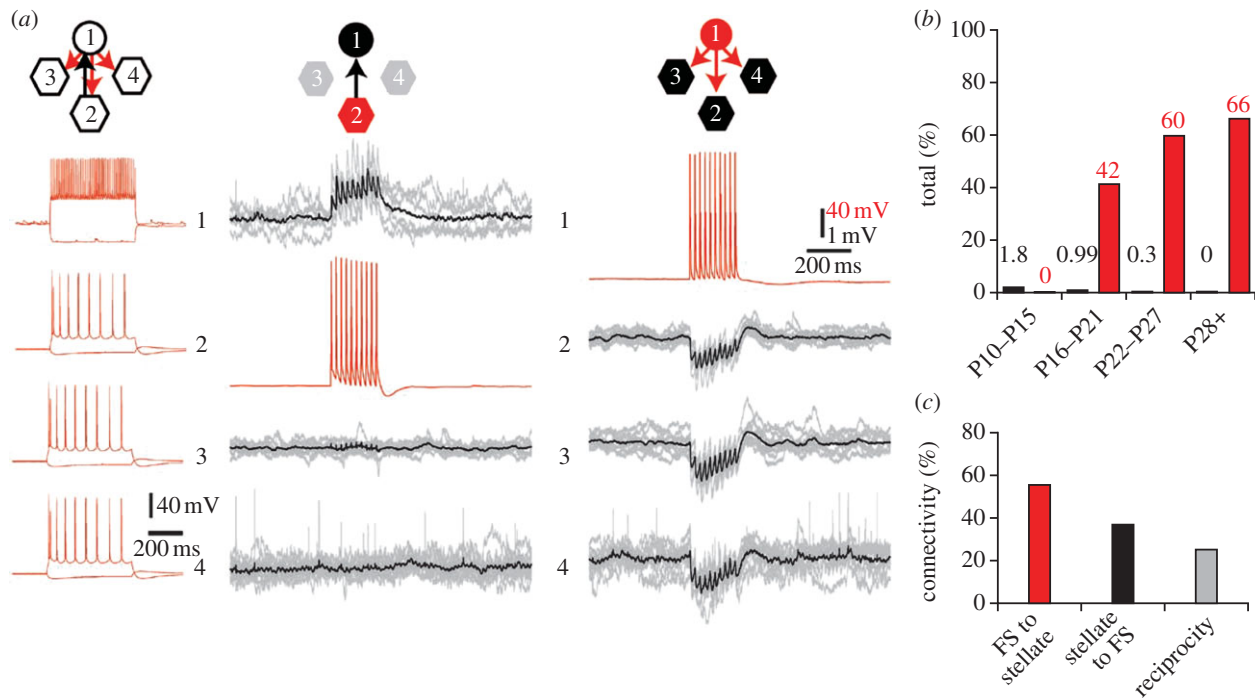 (a)
1
3
4
2
1
3
4
2
1
3
4
2
1
2
3
4
40 mV
200 ms
1
2
3
4
40 mV
1 mV
200 ms
(b)
total (%)
100
80
60
40
20
0
1.8
0
0.99
42
0.3
60
0
66
P10–P15
P16–P21
P22–P27
P28+
(c)
connectivity (%)
80
60
40
20
0
FS to
stellate
stellate
to FS
reciprocity